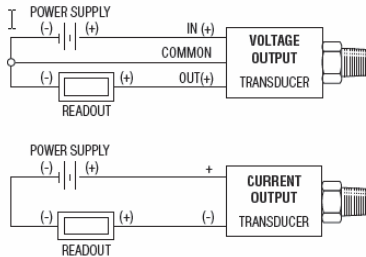 POWER SUPPLY
(-) (+) IN (+)
COMMON
(-) (+) OUT(+)
READOUT
VOLTAGE
OUTPUT
TRANSDUCER
POWER SUPPLY
(-) (+) +
(-) (+) (-)
READOUT
CURRENT
OUTPUT
TRANSDUCER